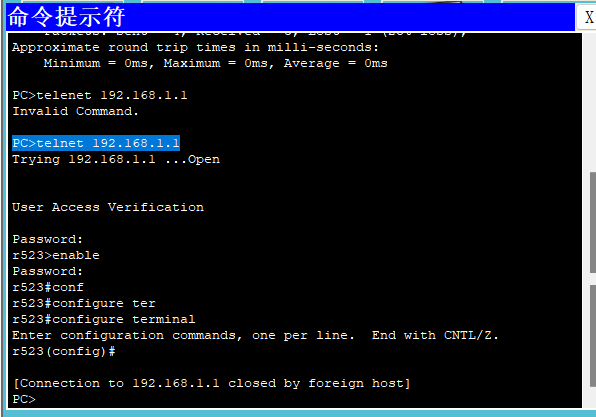 命令提示符
X
Approximate round trip times in milli-seconds:
Minimum = 0ms, Maximum = 0ms, Average = 0ms
PC>telenet 192.168.1.1
Invalid Command.
PC>telnet 192.168.1.1
Trying 192.168.1.1 ...Open
User Access Verification
Password:
r523>enable
Password:
r523#conf
r523#configure ter
r523#configure terminal
Enter configuration commands, one per line.  End with CNTL/Z.
r523(config)#
[Connection to 192.168.1.1 closed by foreign host]
PC>